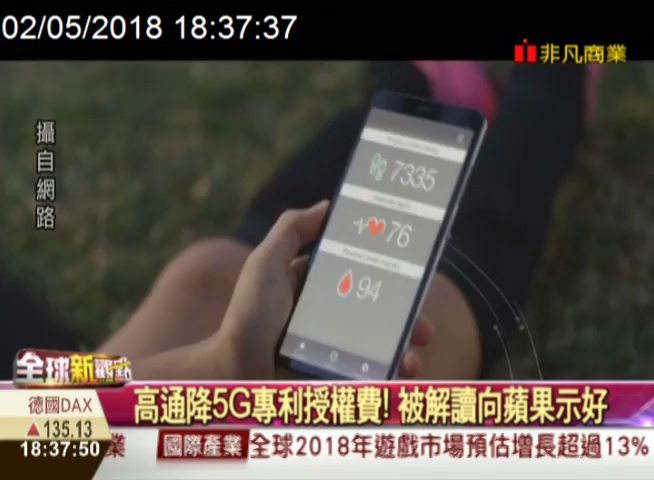 02/05/2018 18:37:37
非凡商業
攝自網路
7335
76
94
全球新觀點
高通降5G專利授權費! 被解讀向蘋果示好
德國DAX
▲135.13
18:37:50
業 國際產業 全球2018年遊戲市場預估增長超過13%